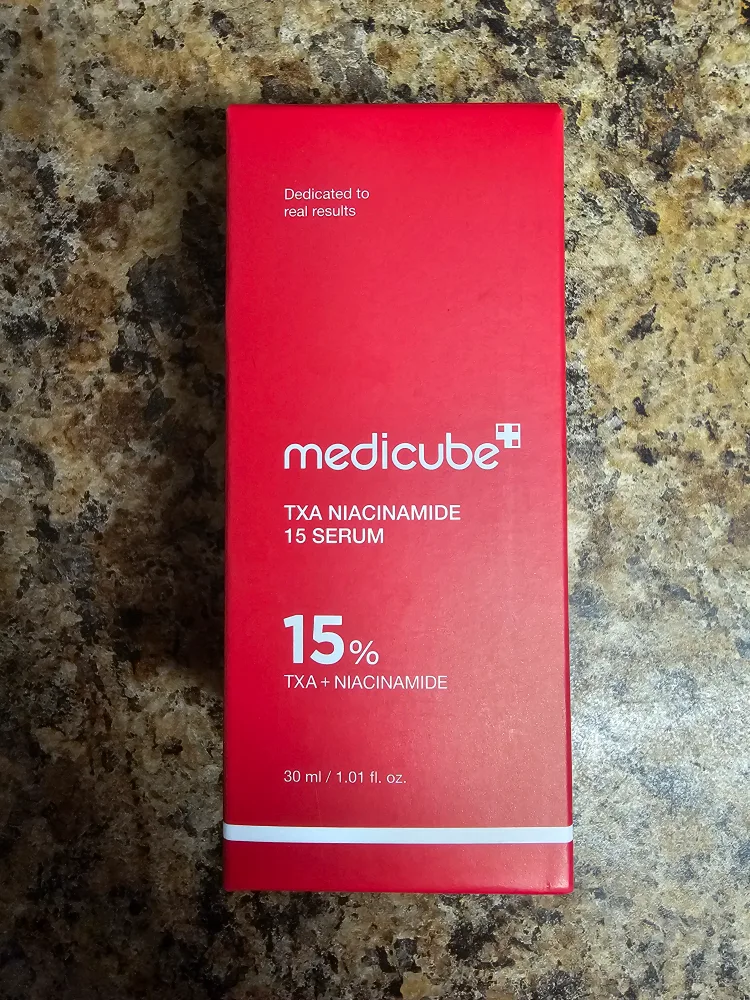 Dedicated to
real results
medicube
TXA NIACINAMIDE
15 SERUM
15%
TXA + NIACINAMIDE
30 ml / 1.01 fl. oz.